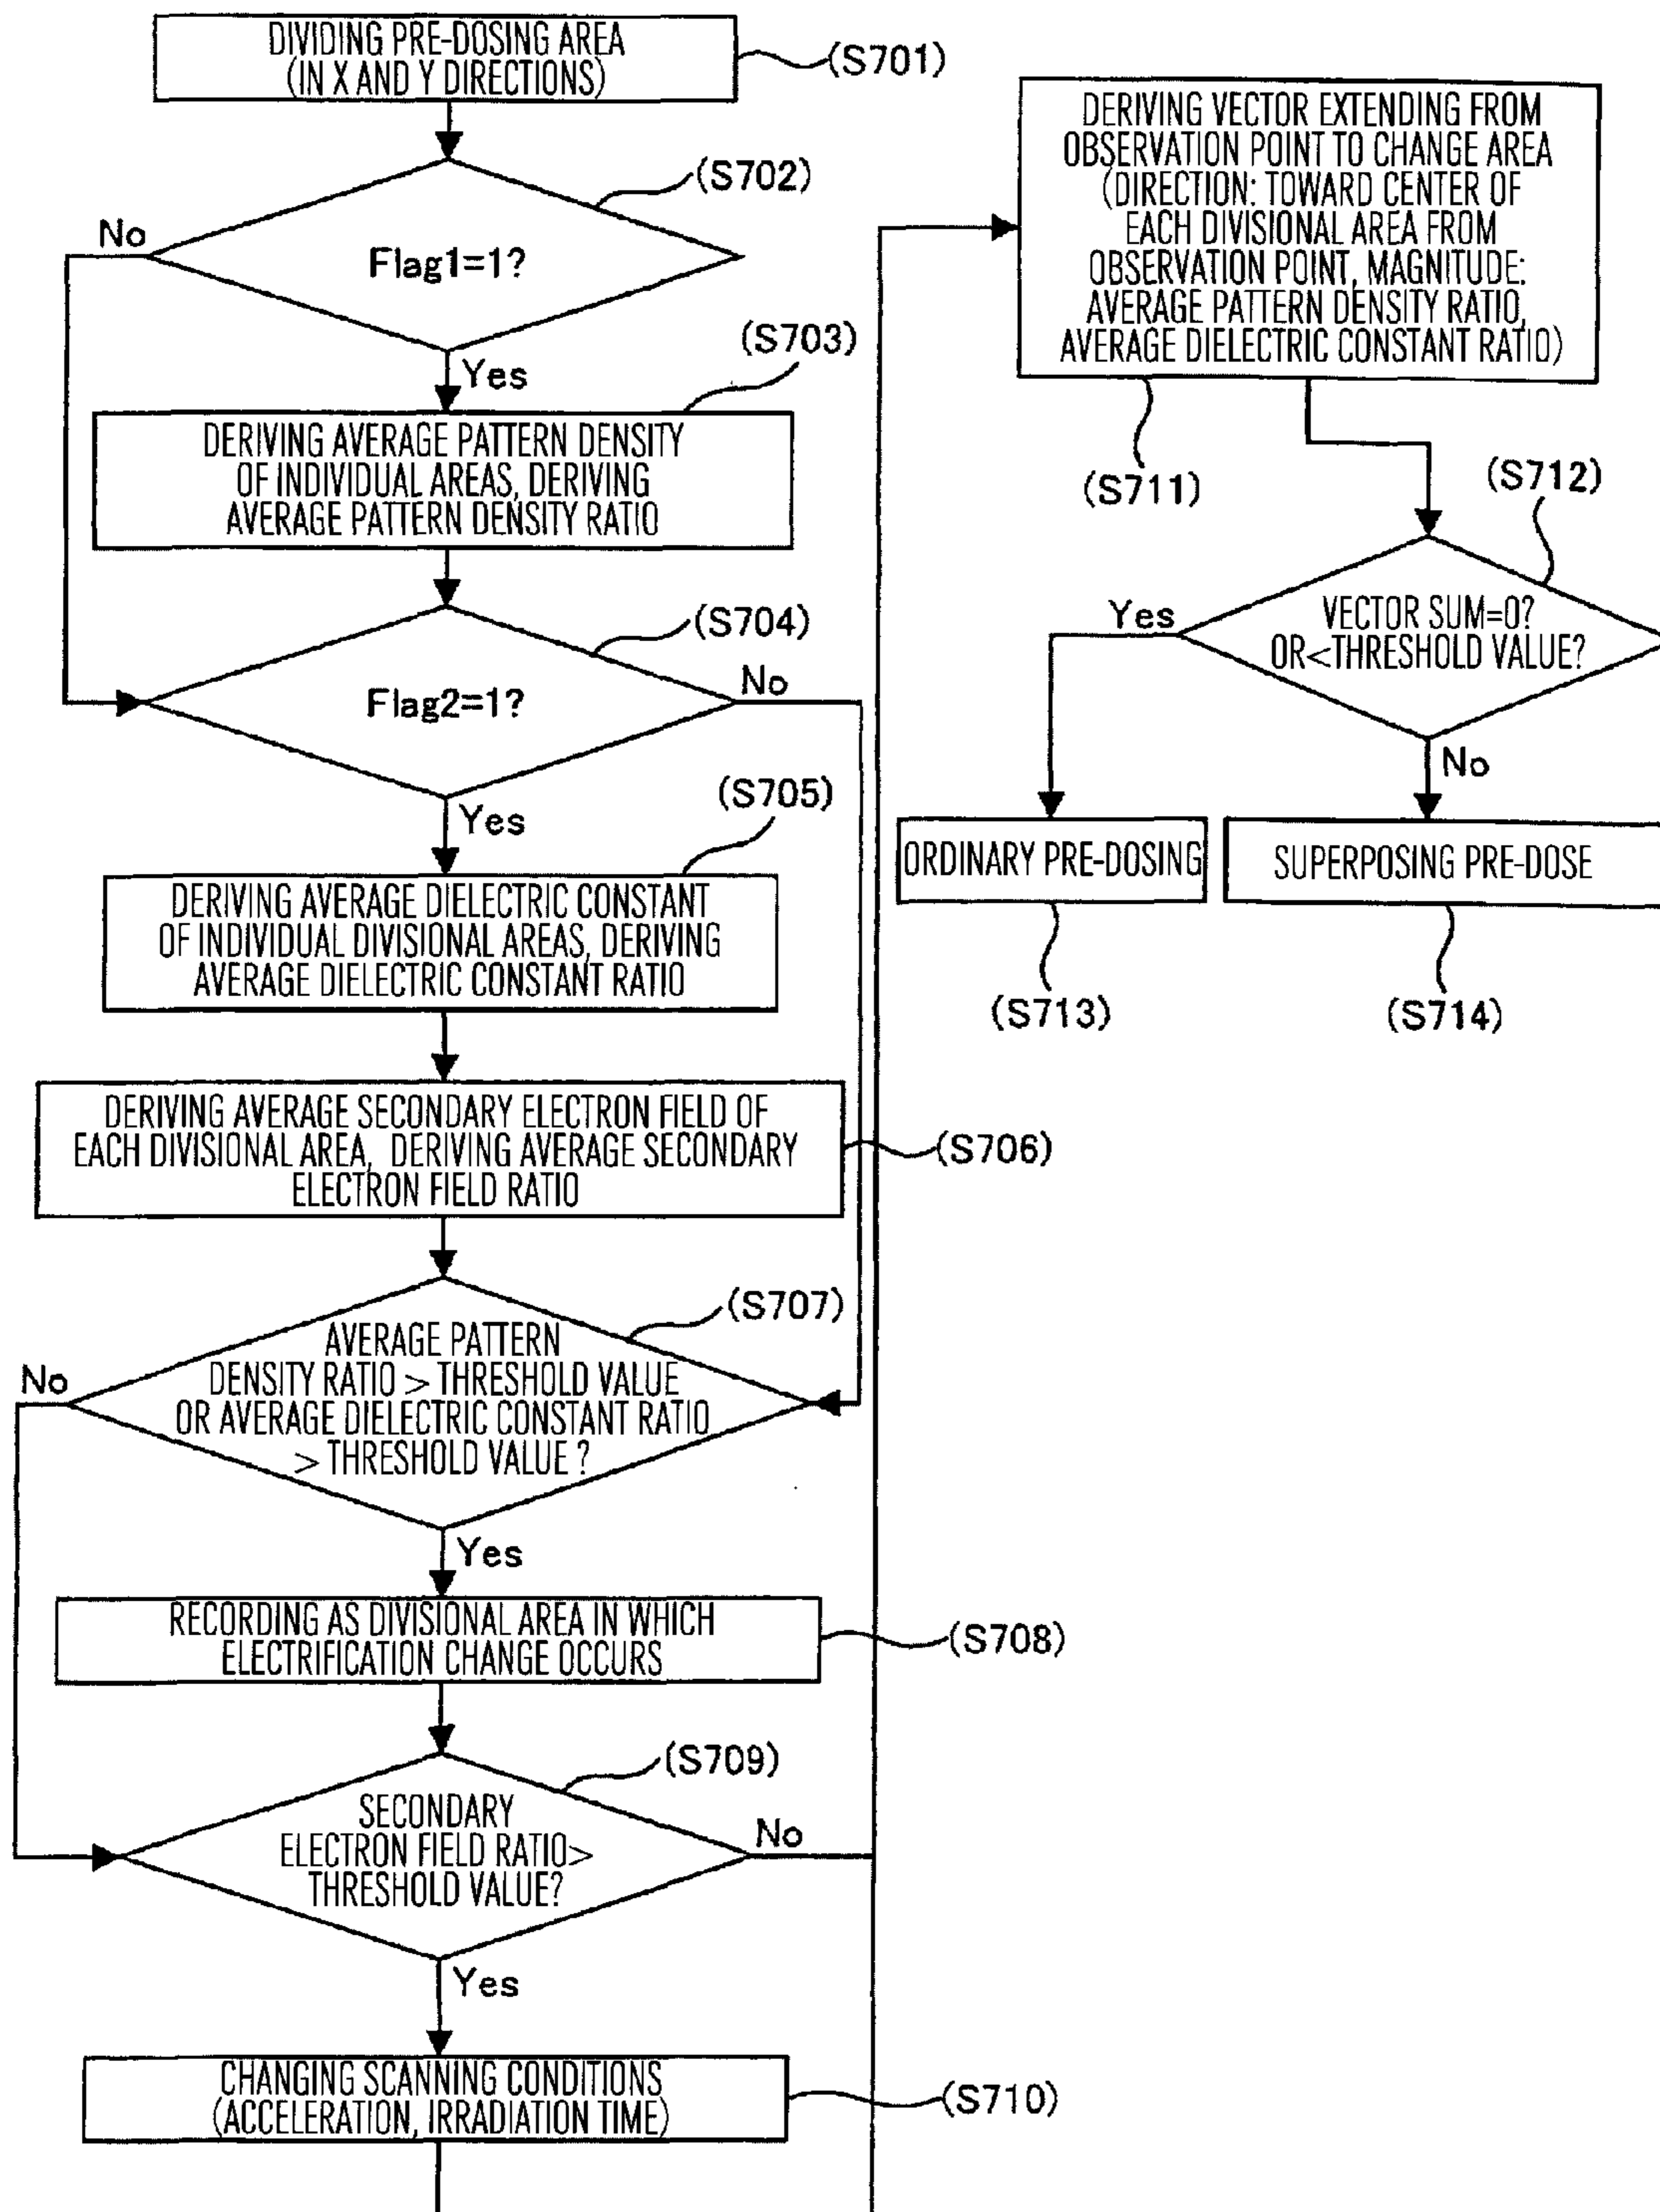 DIVIDING PRE-DOSING AREA
(IN X AND Y DIRECTIONS)
(S701)
(S702)
No
Flag1=1?
Yes
(S703)
DERIVING AVERAGE PATTERN DENSITY
OF INDIVIDUAL AREAS, DERIVING
AVERAGE PATTERN DENSITY RATIO
(S704)
Flag2=1?
No
Yes
(S705)
DERIVING AVERAGE DIELECTRIC CONSTANT
OF INDIVIDUAL DIVISIONAL AREAS, DERIVING
AVERAGE DIELECTRIC CONSTANT RATIO
DERIVING AVERAGE SECONDARY ELECTRON FIELD OF
EACH DIVISIONAL AREA, DERIVING AVERAGE SECONDARY
ELECTRON FIELD RATIO
(S706)
(S707)
No
AVERAGE PATTERN
DENSITY RATIO > THRESHOLD VALUE
OR AVERAGE DIELECTRIC CONSTANT RATIO
> THRESHOLD VALUE ?
Yes
RECORDING AS DIVISIONAL AREA IN WHICH
ELECTRIFICATION CHANGE OCCURS
(S708)
(S709)
SECONDARY
ELECTRON FIELD RATIO>
THRESHOLD VALUE?
No
Yes
CHANGING SCANNING CONDITIONS
(ACCELERATION, IRRADIATION TIME)
(S710)
DERIVING VECTOR EXTENDING FROM
OBSERVATION POINT TO CHANGE AREA
(DIRECTION: TOWARD CENTER OF
EACH DIVISIONAL AREA FROM
OBSERVATION POINT, MAGNITUDE:
AVERAGE PATTERN DENSITY RATIO,
AVERAGE DIELECTRIC CONSTANT RATIO)
(S711)
(S712)
Yes
VECTOR SUM=0?
OR<THRESHOLD VALUE?
No
ORDINARY PRE-DOSING
SUPERPOSING PRE-DOSE
(S713)
(S714)